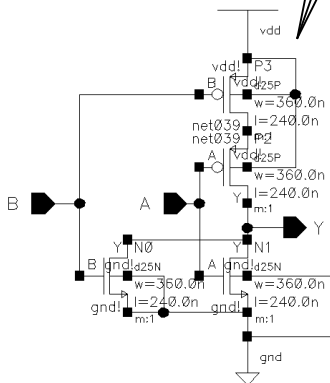 vdd
vdd! P3
B vdd! d25P
w=360.0n
l=240.0n
net039 m:1
net039 P2
A vdd! d25P
w=360.0n
l=240.0n
Y m:1
B A Y
Y N0 Y N1
B gnd! d25N A gnd! d25N
w=360.0n w=360.0n
l=240.0n l=240.0n
gnd! m:1 gnd! m:1
gnd